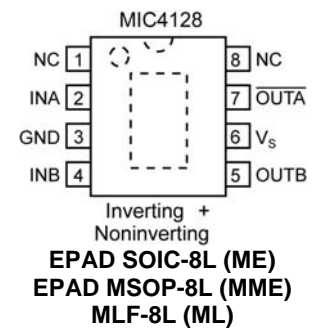 MIC4128
NC 1 8 NC
INA 2 7 OUTA
GND 3 6 VS
INB 4 5 OUTB
Inverting +
Noninverting
EPAD SOIC-8L (ME)
EPAD MSOP-8L (MME)
MLF-8L (ML)